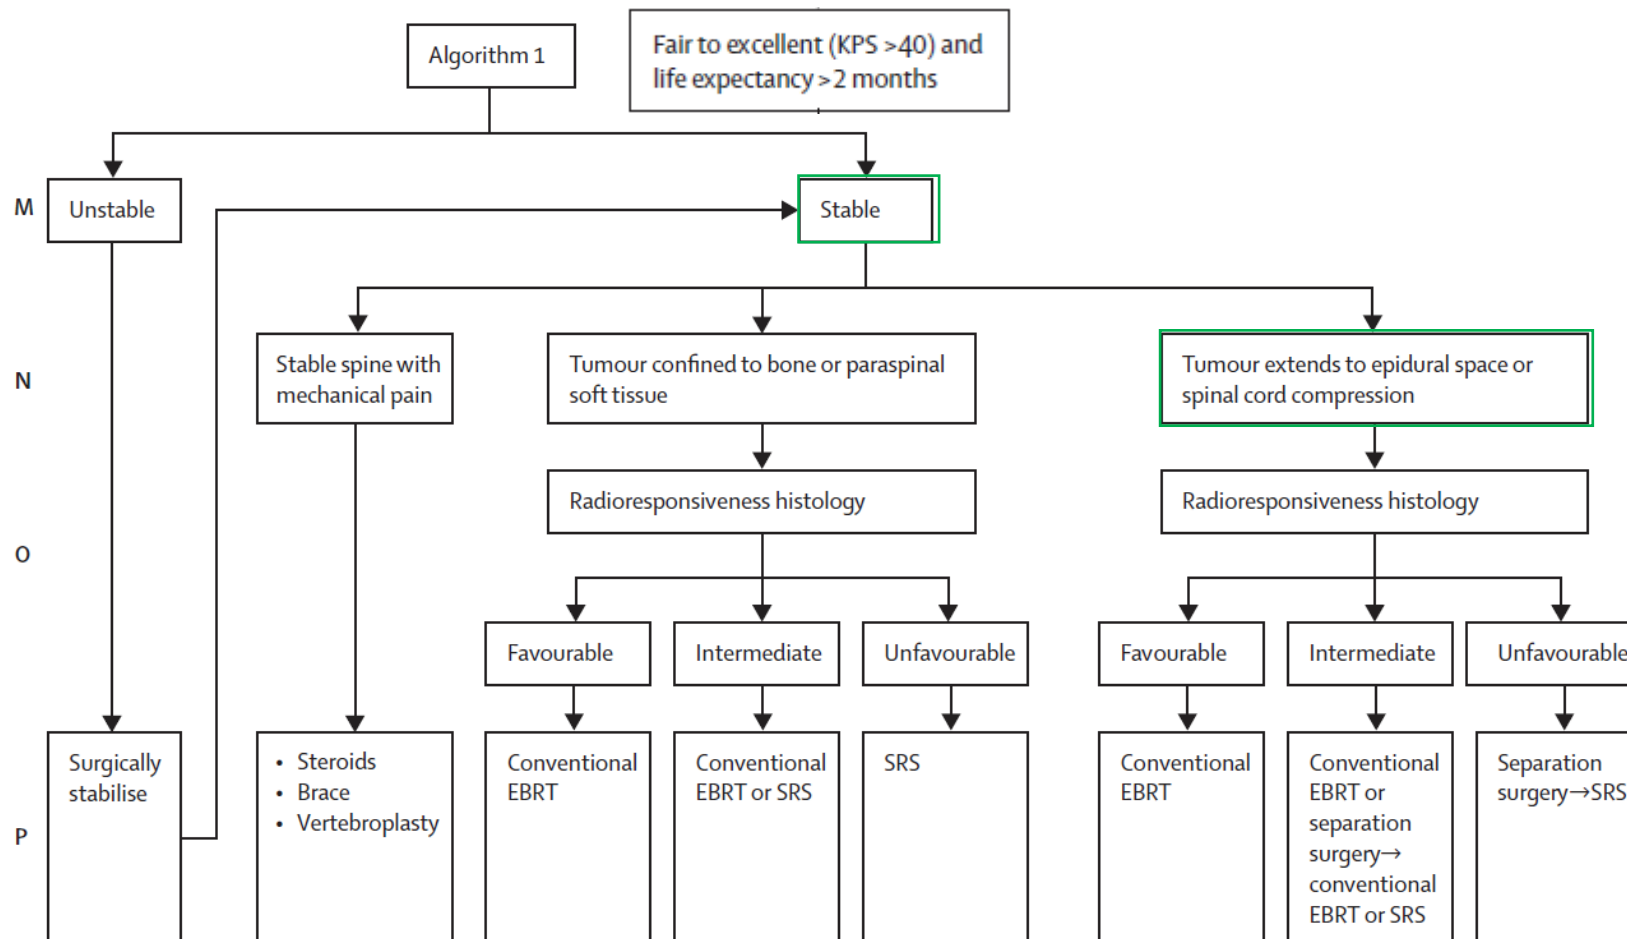 Algorithm 1
Fair to excellent (KPS >40) and
life expectancy >2 months
M
Unstable
Stable
N
Stable spine with
mechanical pain
Tumour confined to bone or paraspinal
soft tissue
Tumour extends to epidural space or
spinal cord compression
Radioresponsiveness histology
Radioresponsiveness histology
O
Favourable
Intermediate
Unfavourable
Favourable
Intermediate
Unfavourable
P
Surgically
stabilise
• Steroids
• Brace
• Vertebroplasty
Conventional
EBRT
Conventional
EBRT or SRS
SRS
Conventional
EBRT
Conventional
EBRT or
separation
surgery→
conventional
EBRT or SRS
Separation
surgery→SRS